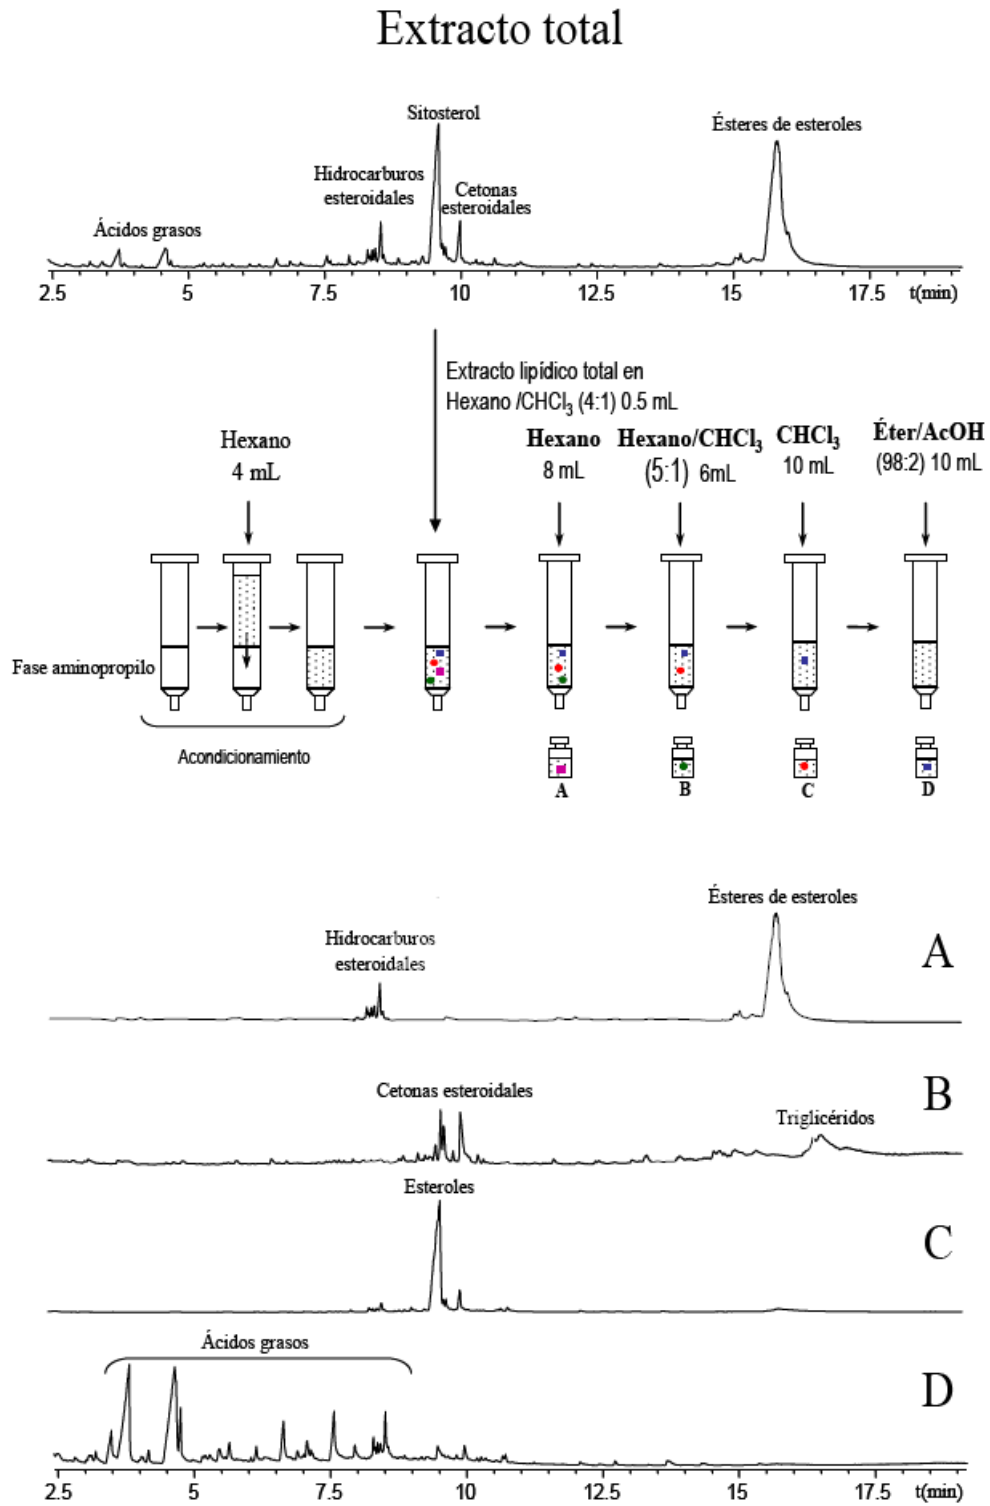 Extracto total
Sitosterol
Ésteres de esteroles
Hidrocarburos
esteroidales
Cetonas
esteroidales
Ácidos grasos
2.5 5 7.5 10 12.5 15 17.5 t(min)
Extracto lipídico total en
Hexano /CHCl₃ (4:1) 0.5 mL
Hexano
4 mL
Hexano
8 mL
Hexano/CHCl₃
(5:1) 6mL
CHCl₃
10 mL
Éter/AcOH
(98:2) 10 mL
Fase aminopropilo
Acondicionamiento
A B C D
Ésteres de esteroles
Hidrocarburos
esteroidales
A
Cetonas esteroidales
Triglicéridos
B
Esteroles
C
Ácidos grasos
D
2.5 5 7.5 10 12.5 15 17.5 t(min)